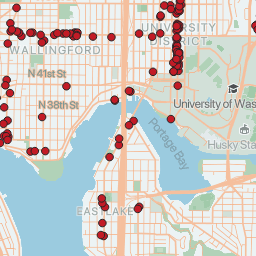 UNIVERSITY
DISTRICT
WALLINGFORD
N 41st St
N 38th St
University of Was
Husky Sta
Portage Bay
EASTLAKE